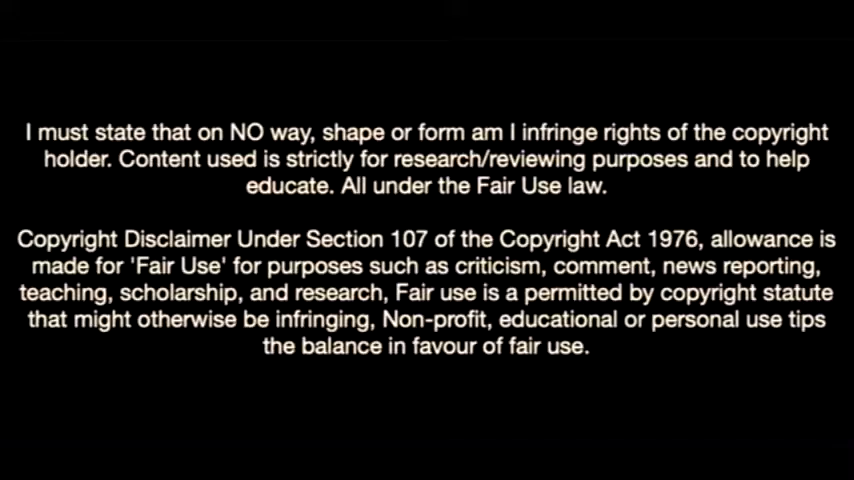 I must state that on NO way, shape or form am I infringe rights of the copyright
holder. Content used is strictly for research/reviewing purposes and to help
educate. All under the Fair Use law.
Copyright Disclaimer Under Section 107 of the Copyright Act 1976, allowance is
made for 'Fair Use' for purposes such as criticism, comment, news reporting,
teaching, scholarship, and research, Fair use is a permitted by copyright statute
that might otherwise be infringing, Non-profit, educational or personal use tips
the balance in favour of fair use.